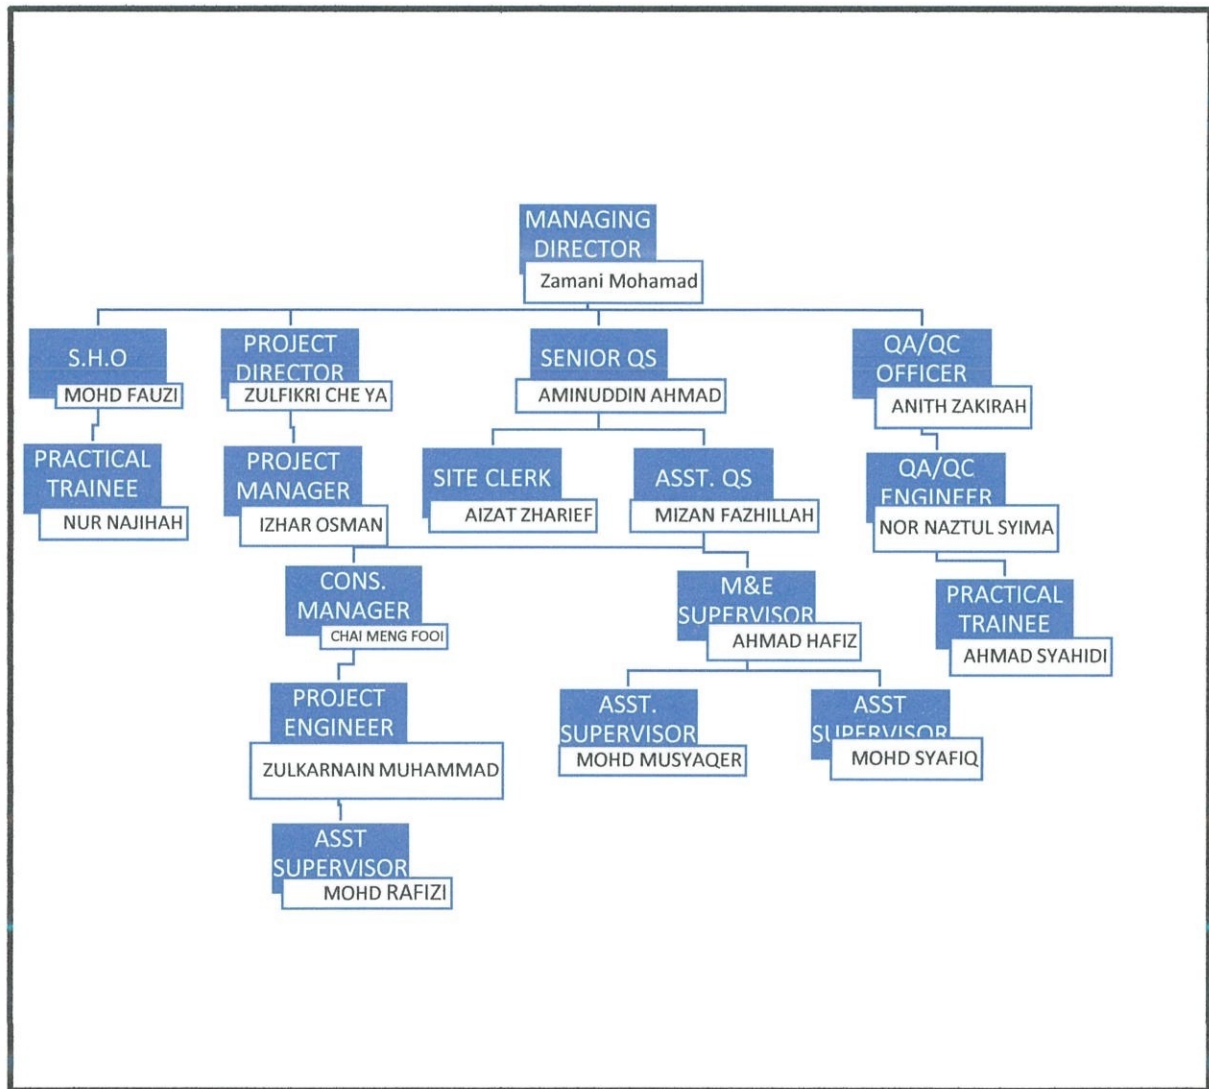 MANAGING
DIRECTOR
Zamani Mohamad
S.H.O
MOHD FAUZI
PROJECT
DIRECTOR
ZULFIKRI CHE YA
SENIOR QS
AMINUDDIN AHMAD
QA/QC
OFFICER
ANITH ZAKIRAH
PRACTICAL
TRAINEE
NUR NAJIHAH
PROJECT
MANAGER
IZHAR OSMAN
SITE CLERK
AIZAT ZHARIEF
ASST. QS
MIZAN FAZHILLAH
QA/QC
ENGINEER
NOR NAZTUL SYIMA
CONS.
MANAGER
CHAI MENG FOOI
M&E
SUPERVISOR
AHMAD HAFIZ
PRACTICAL
TRAINEE
AHMAD SYAHIDI
PROJECT
ENGINEER
ZULKARNAIN MUHAMMAD
ASST.
SUPERVISOR
MOHD MUSYAQER
ASST
SUPERVISOR
MOHD SYAFIQ
ASST
SUPERVISOR
MOHD RAFIZI